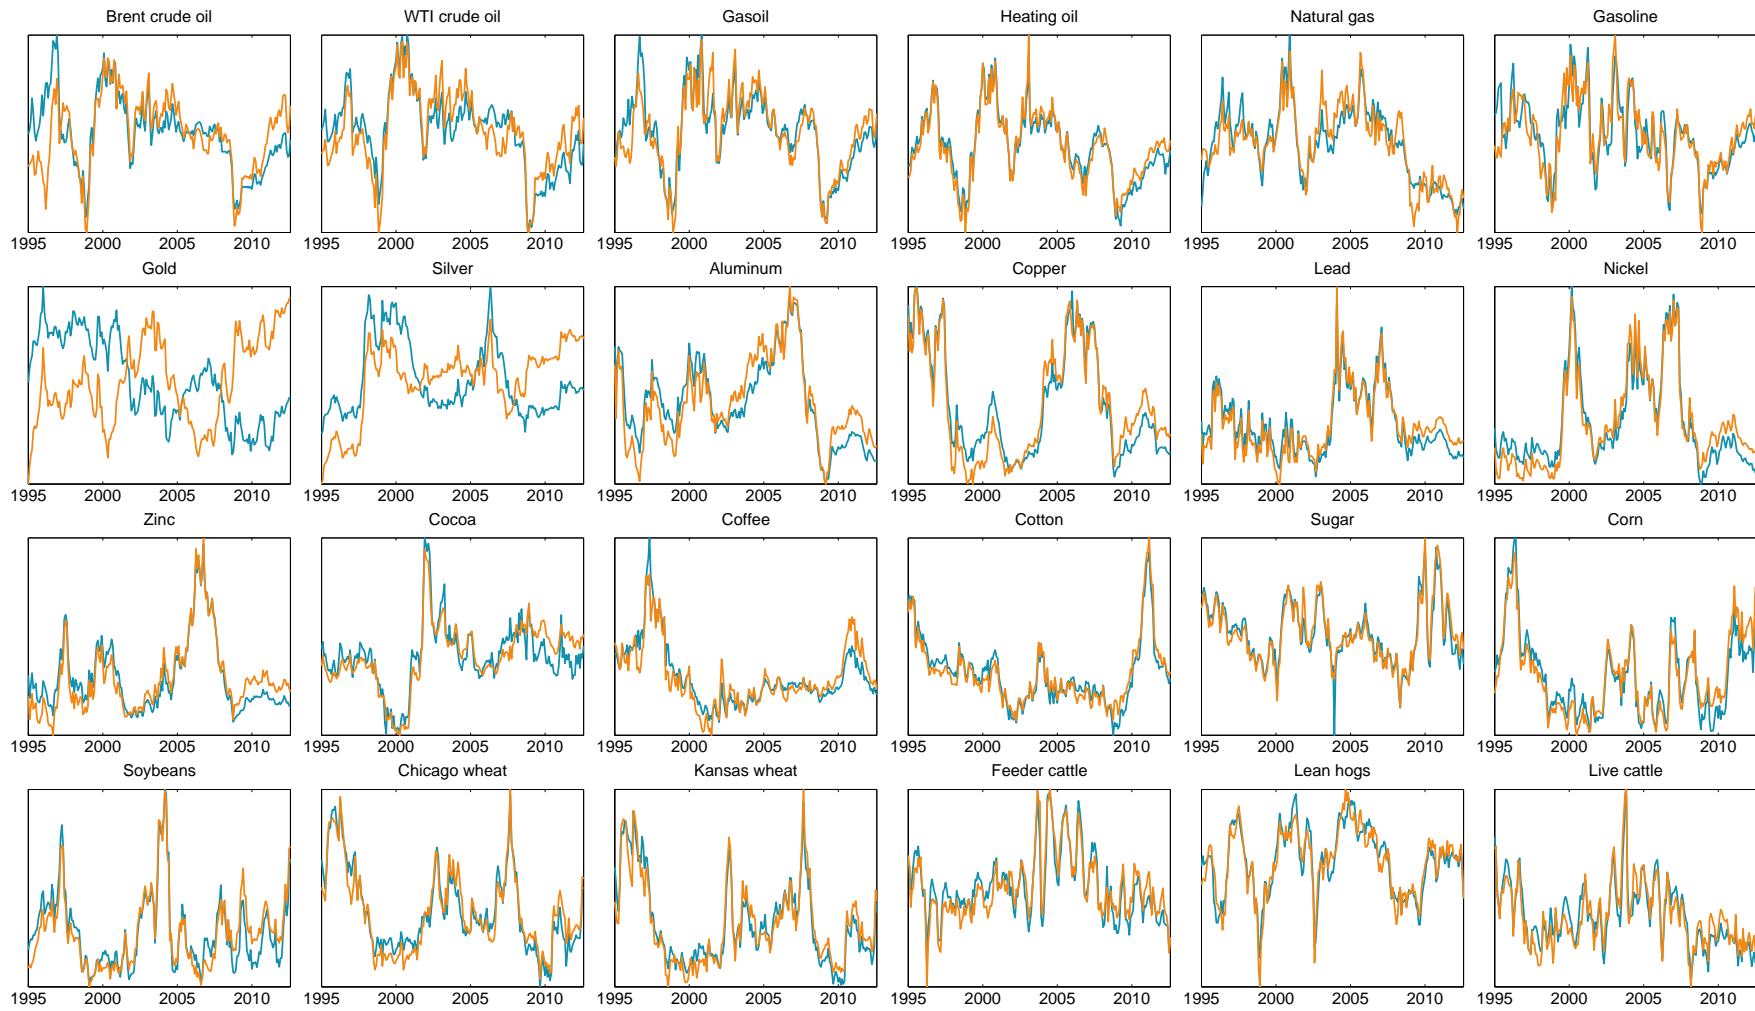 Brent crude oil WTI crude oil Gasoil Heating oil Natural gas Gasoline
1995 2000 2005 2010 1995 2000 2005 2010 1995 2000 2005 2010 1995 2000 2005 2010 1995 2000 2005 2010 1995 2000 2005 2010
Gold Silver Aluminum Copper Lead Nickel
1995 2000 2005 2010 1995 2000 2005 2010 1995 2000 2005 2010 1995 2000 2005 2010 1995 2000 2005 2010 1995 2000 2005 2010
Zinc Cocoa Coffee Cotton Sugar Corn
1995 2000 2005 2010 1995 2000 2005 2010 1995 2000 2005 2010 1995 2000 2005 2010 1995 2000 2005 2010 1995 2000 2005 2010
Soybeans Chicago wheat Kansas wheat Feeder cattle Lean hogs Live cattle
1995 2000 2005 2010 1995 2000 2005 2010 1995 2000 2005 2010 1995 2000 2005 2010 1995 2000 2005 2010 1995 2000 2005 2010